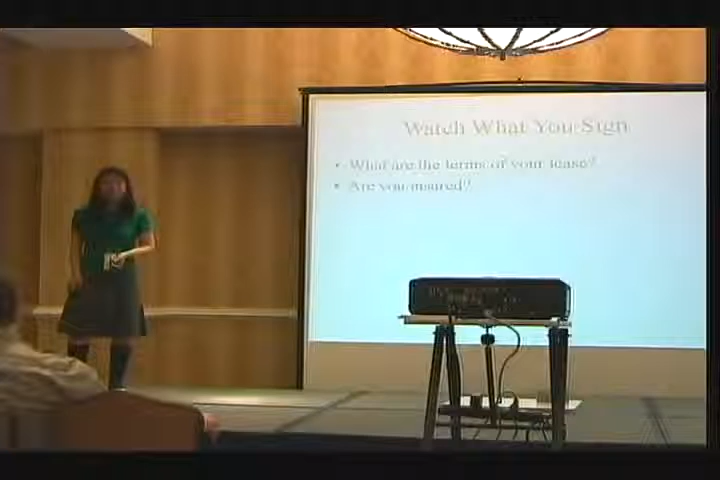 Watch What You Sign
• What are the terms of your lease?
• Are you insured?